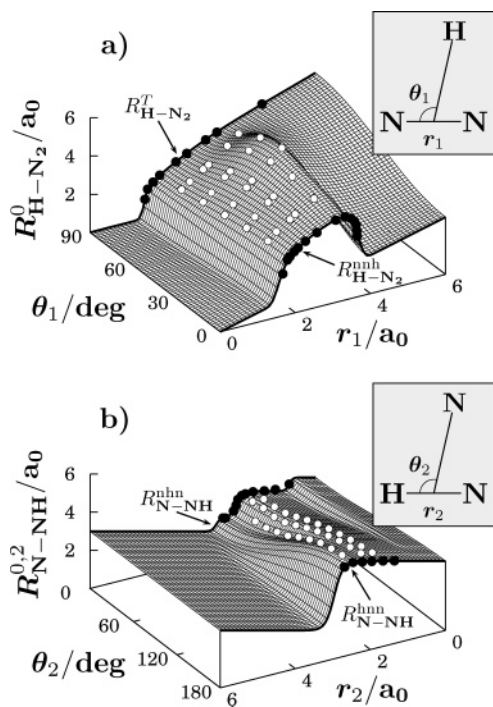 a)
H
θ₁
N N
r₁
R^T_{H−N₂}
R^0_{H−N₂}/a₀
6
4
2
90
60
30
0
θ₁/deg
R^{nnh}_{H−N₂}
0
2
4
6
r₁/a₀
b)
N
θ₂
H N
r₂
R^{nhn}_{N−NH}
R^{0,2}_{N−NH}/a₀
6
4
2
0
0
60
120
180
θ₂/deg
R^{hnn}_{N−NH}
6
4
2
0
r₂/a₀